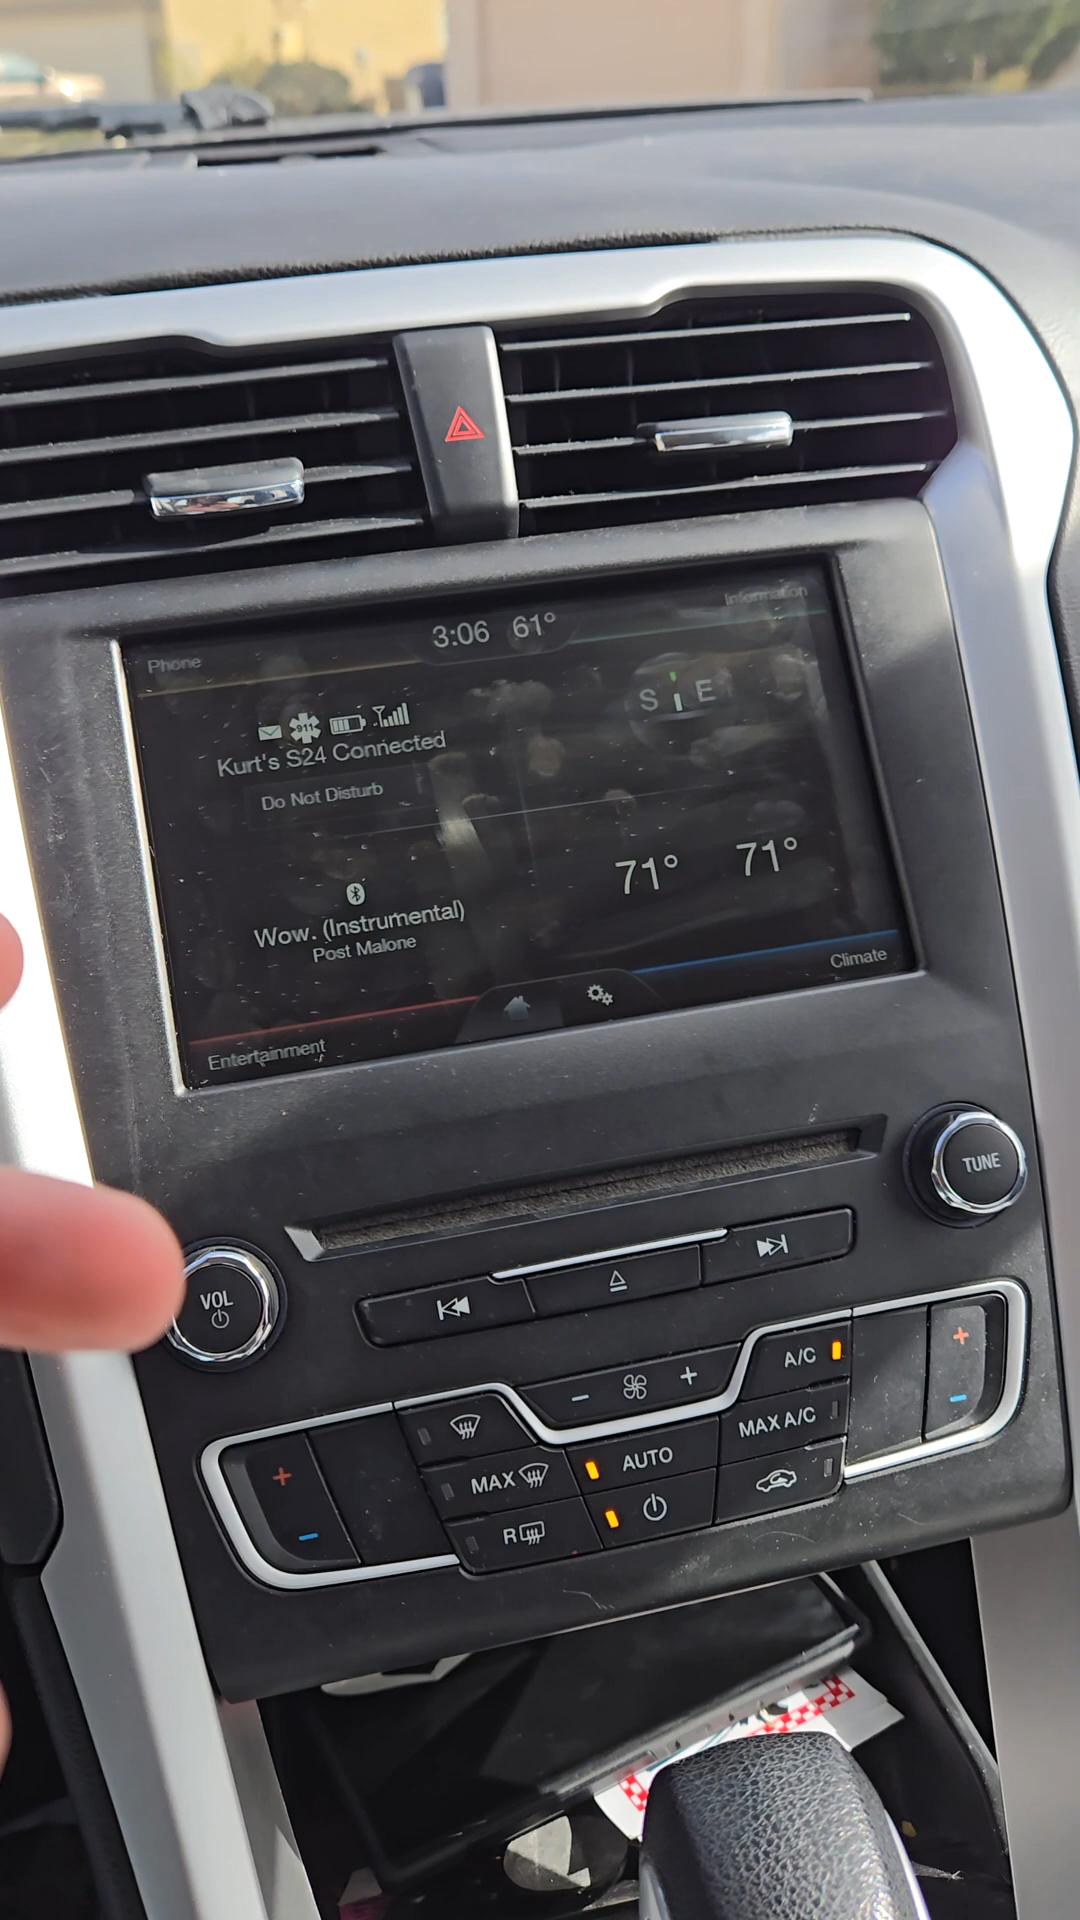 3:06 61°
Information
Phone
S E
911
Kurt's S24 Connected
Do Not Disturb
71° 71°
Wow. (Instrumental)
Post Malone
Climate
Entertainment
TUNE
VOL
A/C
MAX A/C
AUTO
MAX
R